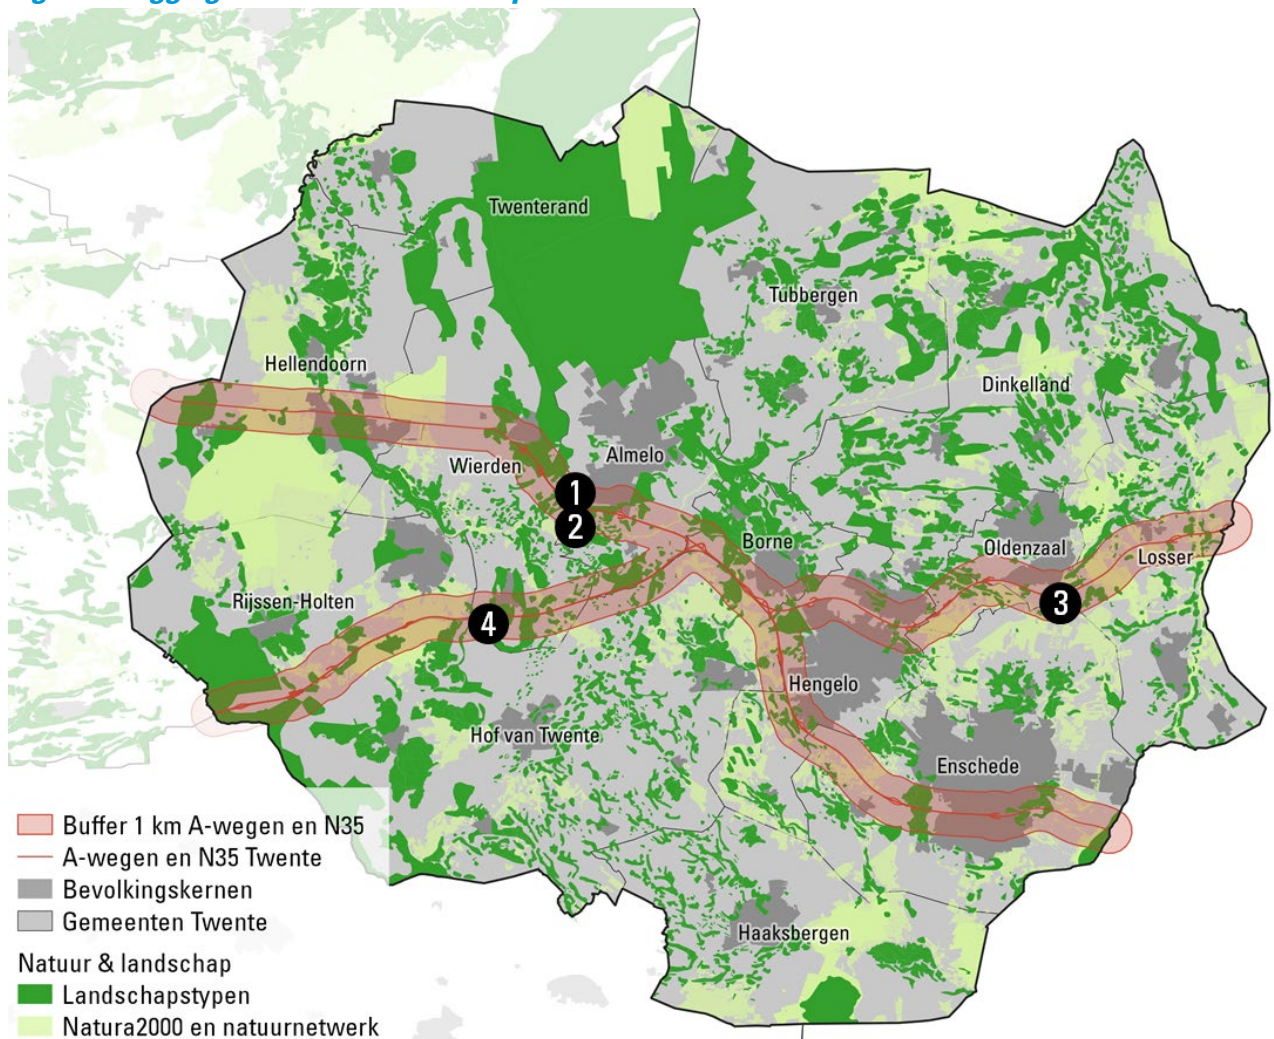 Twenterand
Tubbergen
Hellendoorn
Dinkelland
Wierden
Almelo
1
2
Borne
Oldenzaal
Losser
Rijssen-Holten
3
4
Hengelo
Hof van Twente
Enschede
Haaksbergen
Buffer 1 km A-wegen en N35
A-wegen en N35 Twente
Bevolkingskernen
Gemeenten Twente
Natuur & landschap
Landschapstypen
Natura2000 en natuurnetwerk